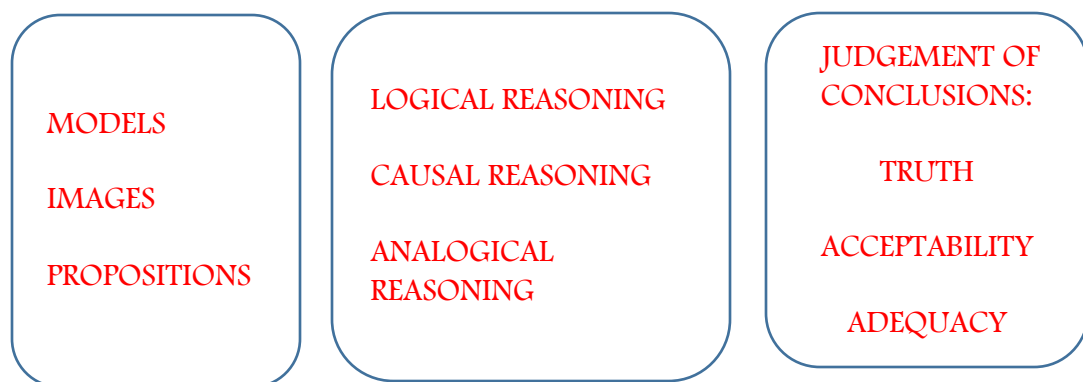 MODELS
IMAGES
PROPOSITIONS
LOGICAL REASONING
CAUSAL REASONING
ANALOGICAL
REASONING
JUDGEMENT OF
CONCLUSIONS:
TRUTH
ACCEPTABILITY
ADEQUACY